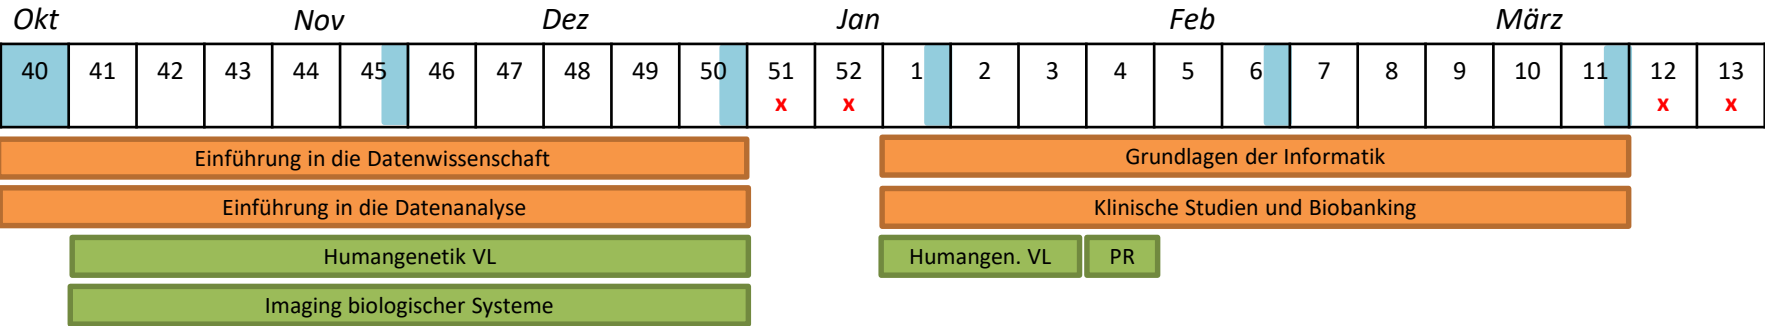 Okt Nov Dez Jan Feb März
40 41 42 43 44 45 46 47 48 49 50 51 52 1 2 3 4 5 6 7 8 9 10 11 12 13
x x x x
Einführung in die Datenwissenschaft Grundlagen der Informatik
Einführung in die Datenanalyse Klinische Studien und Biobanking
Humangenetik VL Humangen. VL PR
Imaging biologischer Systeme